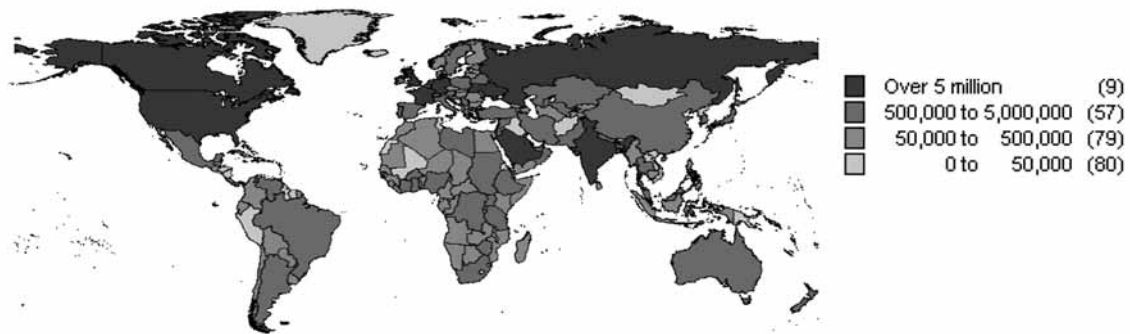 Over 5 million (9)
500,000 to 5,000,000 (57)
50,000 to 500,000 (79)
0 to 50,000 (80)